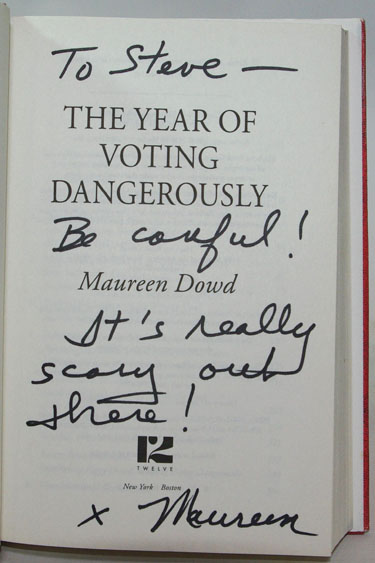 To Steve —
THE YEAR OF
VOTING
DANGEROUSLY
Be careful!
Maureen Dowd
It's really
scary out
there!
12
TWELVE
New York Boston
x Maureen